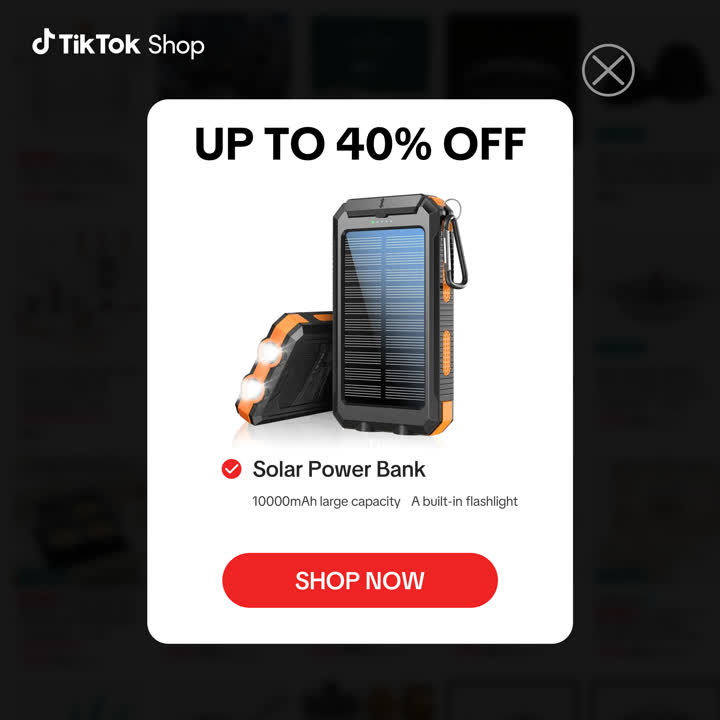 TikTok Shop
UP TO 40% OFF
Solar Power Bank
10000mAh large capacity A built-in flashlight
SHOP NOW